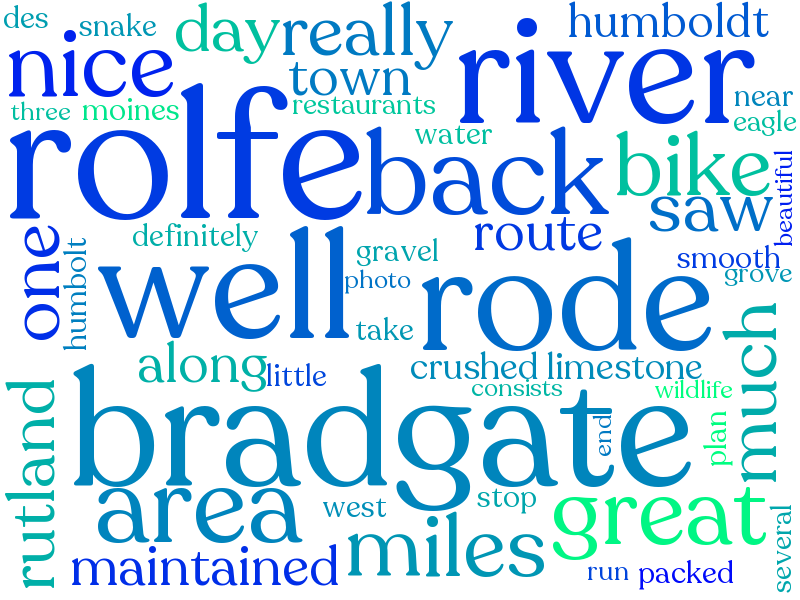 des
snake
day
really
humboldt
nice
town
river
near
three
moines
restaurants
eagle
rolfe
back
water
bike
beautiful
saw
one
humbolt
definitely
route
gravel
smooth
grove
well
photo
rode
take
along
little
crushed limestone
consists
wildlife
much
rutland
bradgate
end
plan
area
west
stop
great
several
maintained
miles
run
packed